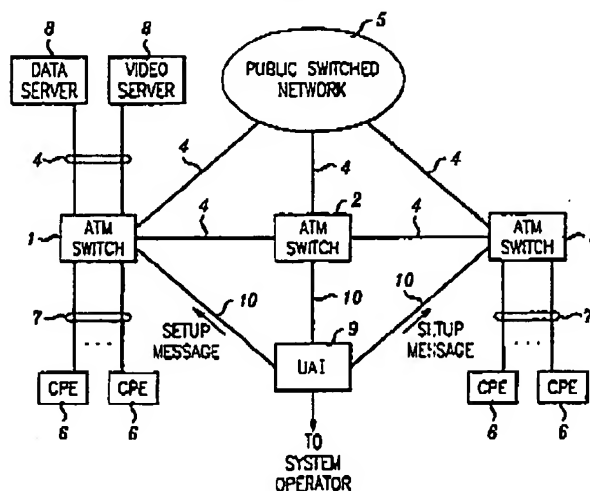 8
8
5
DATA
SERVER
VIDEO
SERVER
PUBLIC SWITCHED
NETWORK
4
4
4
4
2
1
ATM
SWITCH
4
ATM
SWITCH
4
ATM
SWITCH
7
10
10
10
7
SETUP
MESSAGE
9
SETUP
MESSAGE
UAI
CPE
CPE
CPE
CPE
6
6
6
6
TO
SYSTEM
OPERATOR